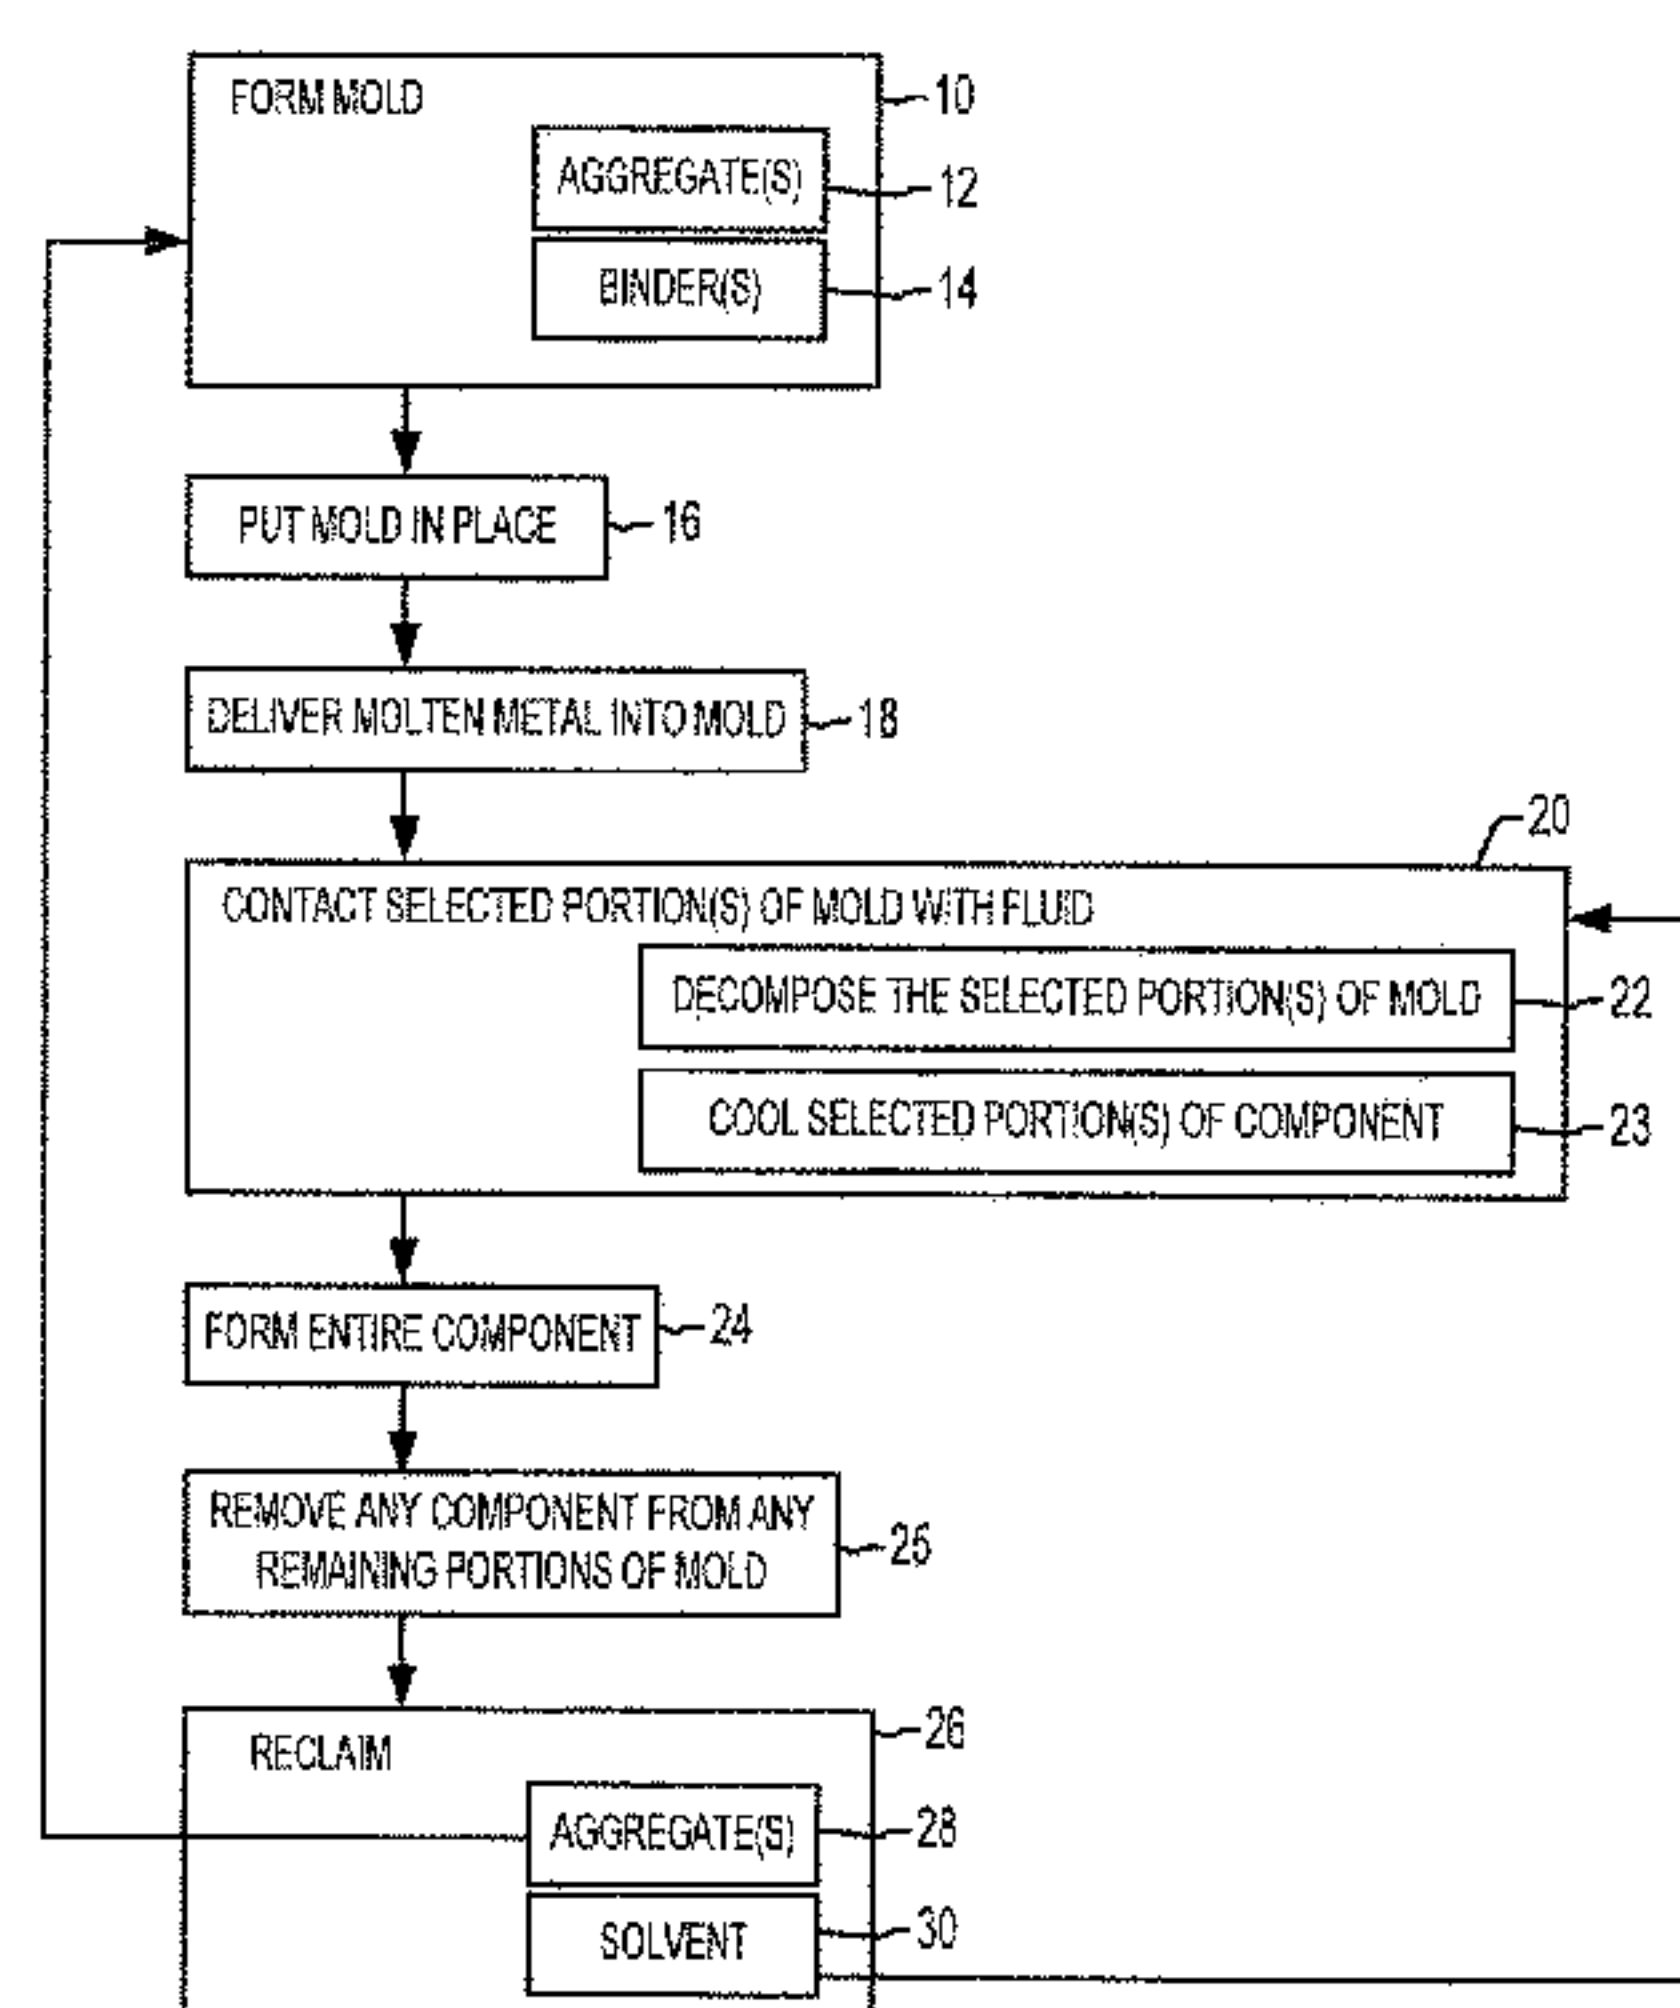 FORM MOLD
10
AGGREGATE(S)
12
BINDER(S)
14
PUT MOLD IN PLACE
16
DELIVER MOLTEN METAL INTO MOLD
18
20
CONTACT SELECTED PORTION(S) OF MOLD WITH FLUID
DECOMPOSE THE SELECTED PORTION(S) OF MOLD
22
COOL SELECTED PORTION(S) OF COMPONENT
23
FORM ENTIRE COMPONENT
24
REMOVE ANY COMPONENT FROM ANY
REMAINING PORTIONS OF MOLD
25
RECLAIM
26
AGGREGATE(S)
28
SOLVENT
30